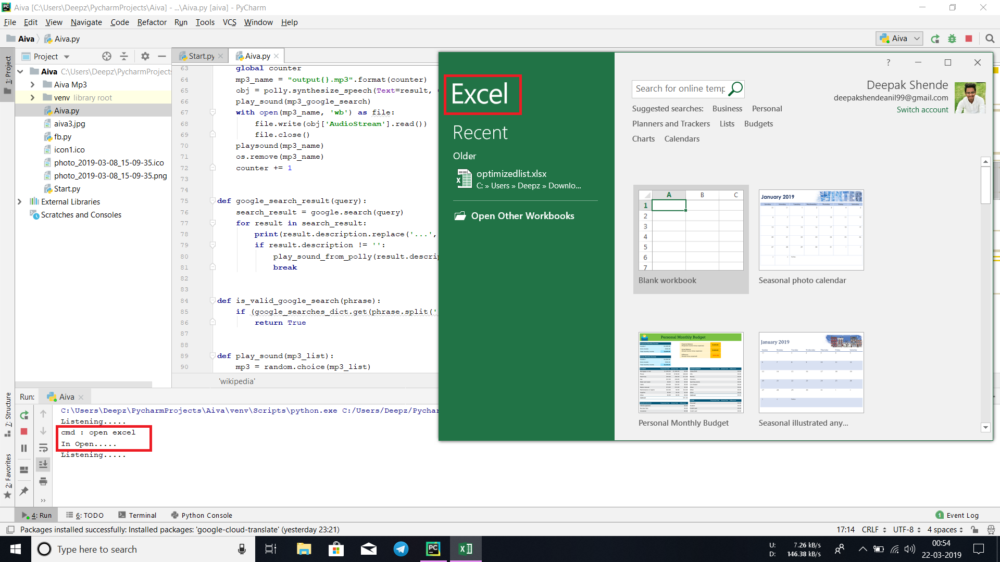 Aiva [C:\Users\Deepz\PycharmProjects\Aiva] - ...\Aiva.py [aiva] - PyCharm
File Edit View Navigate Code Refactor Run Tools VCS Window Help
Aiva Aiva.py
Aiva
1: Project
Project
Aiva C:\Users\Deepz\PycharmProjects
Aiva Mp3
venv library root
Aiva.py
aiva3.jpg
fb.py
icon1.ico
photo_2019-03-08_15-09-35.ico
photo_2019-03-08_15-09-35.png
Start.py
External Libraries
Scratches and Consoles
Start.py Aiva.py
63 global counter
64 mp3_name = "output{}.mp3".format(counter)
65 obj = polly.synthesize_speech(Text=result,
66 play_sound(mp3_google_search)
67 with open(mp3_name, 'wb') as file:
68 file.write(obj['AudioStream'].read())
69 file.close()
70 playsound(mp3_name)
71 os.remove(mp3_name)
72 counter += 1
73
74
75 def google_search_result(query):
76 search_result = google.search(query)
77 for result in search_result:
78 print(result.description.replace('...',
79 if result.description != '':
80 play_sound_from_polly(result.descrip
81 break
82
83
84 def is_valid_google_search(phrase):
85 if (google_searches_dict.get(phrase.split('
86 return True
87
88
89 def play_sound(mp3_list):
90 mp3 = random.choice(mp3_list)
'wikipedia'
Excel
Recent
Older
optimizedlist.xlsx
C: » Users » Deepz » Downlo...
Open Other Workbooks
?
Search for online temp
Deepak Shende
deepakshendeanil99@gmail.com
Switch account
Suggested searches: Business Personal
Planners and Trackers Lists Budgets
Charts Calendars
A B C
1
2
3
4
5
6
7
Blank workbook
January 2019 WINTER
Seasonal photo calendar
Personal Monthly Budget
Personal Monthly Budget
January 2019
Seasonal illustrated any...
Run: Aiva
7: Structure
2: Favorites
C:\Users\Deepz\PycharmProjects\Aiva\venv\Scripts\python.exe C:/Users/Deepz/Pychar
Listening.....
cmd : open excel
In Open.....
Listening.....
4: Run 6: TODO Terminal Python Console
1 Event Log
Packages installed successfully: Installed packages: 'google-cloud-translate' (yesterday 23:21)
17:14 CRLF UTF-8 4 spaces
Type here to search
U: 7.26 kB/s
D: 146.38 kB/s
00:54
22-03-2019